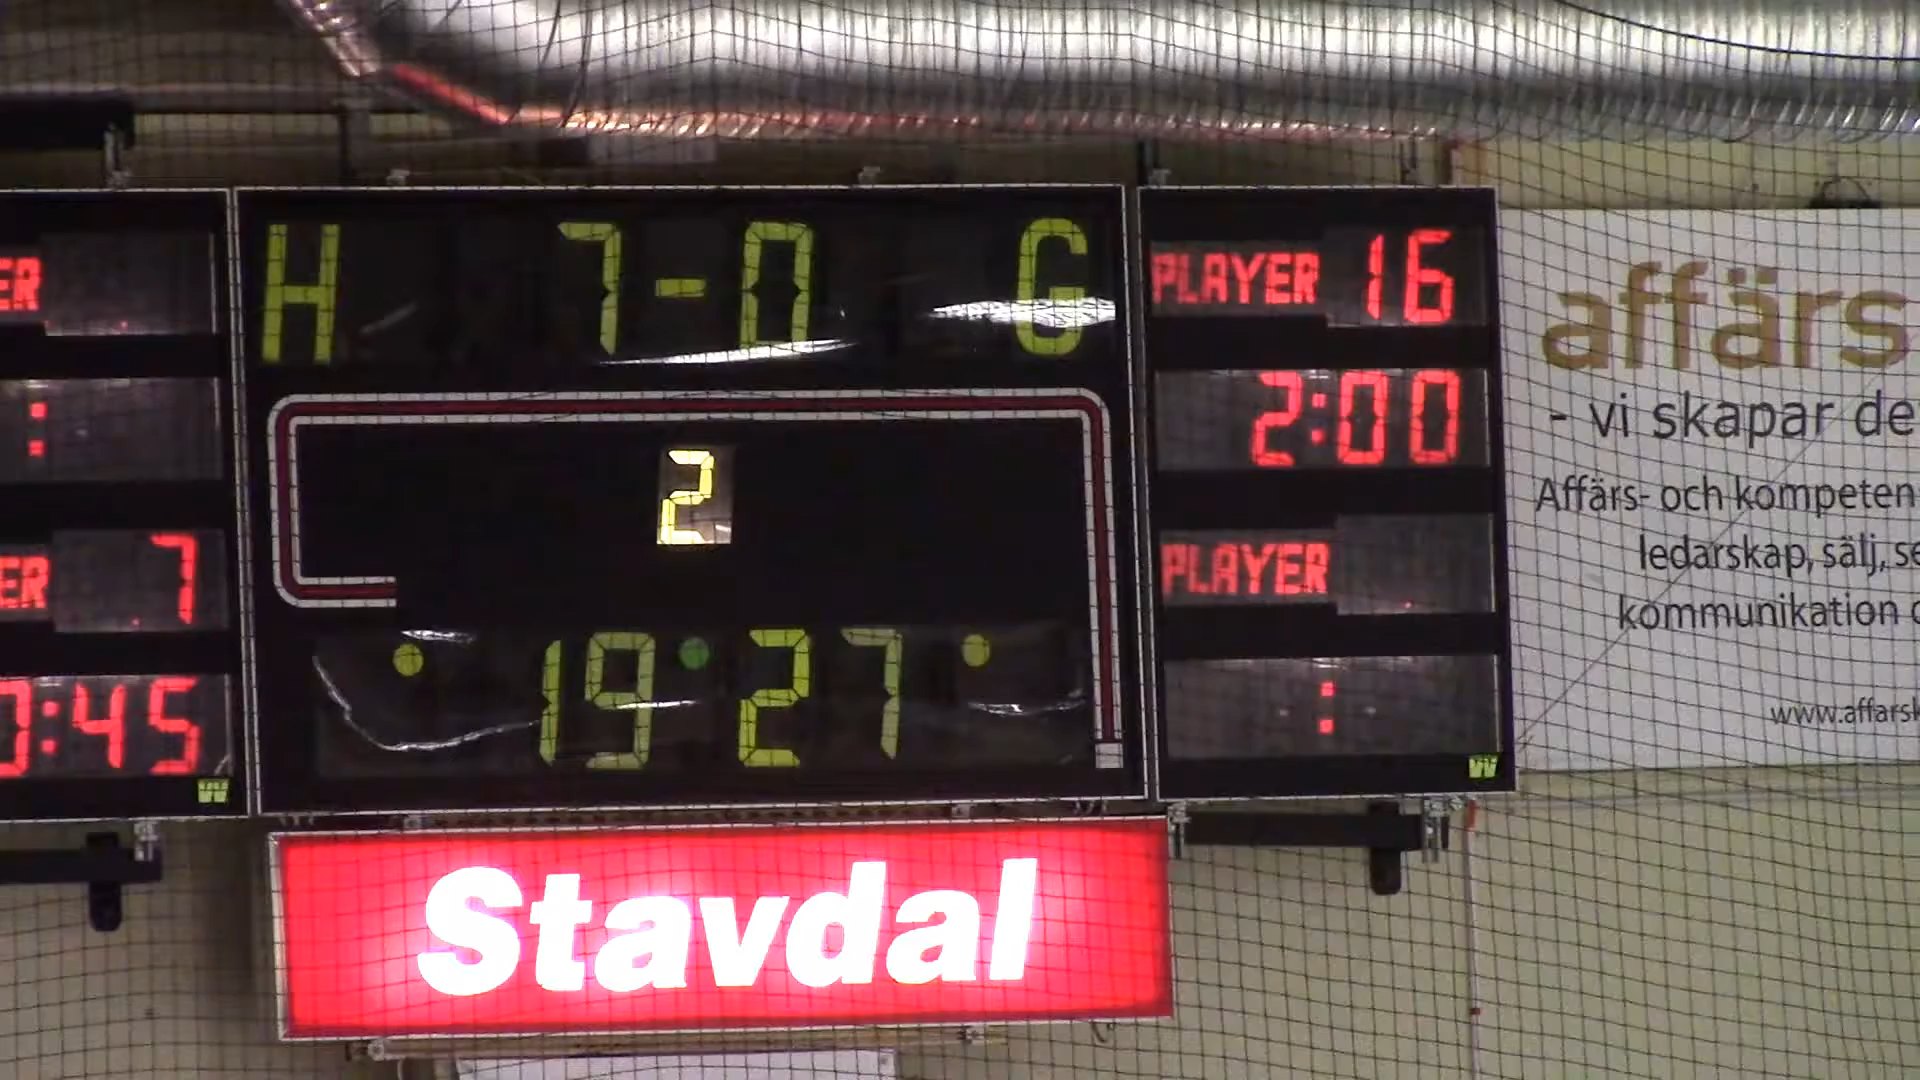 H 7-0 G
ER
:
ER 7
0:45
2
19:27
PLAYER 16
2:00
PLAYER
:
Stavdal
affärs
- vi skapar de
Affärs- och kompeten
ledarskap, sälj, se
kommunikation o
www.affarsk